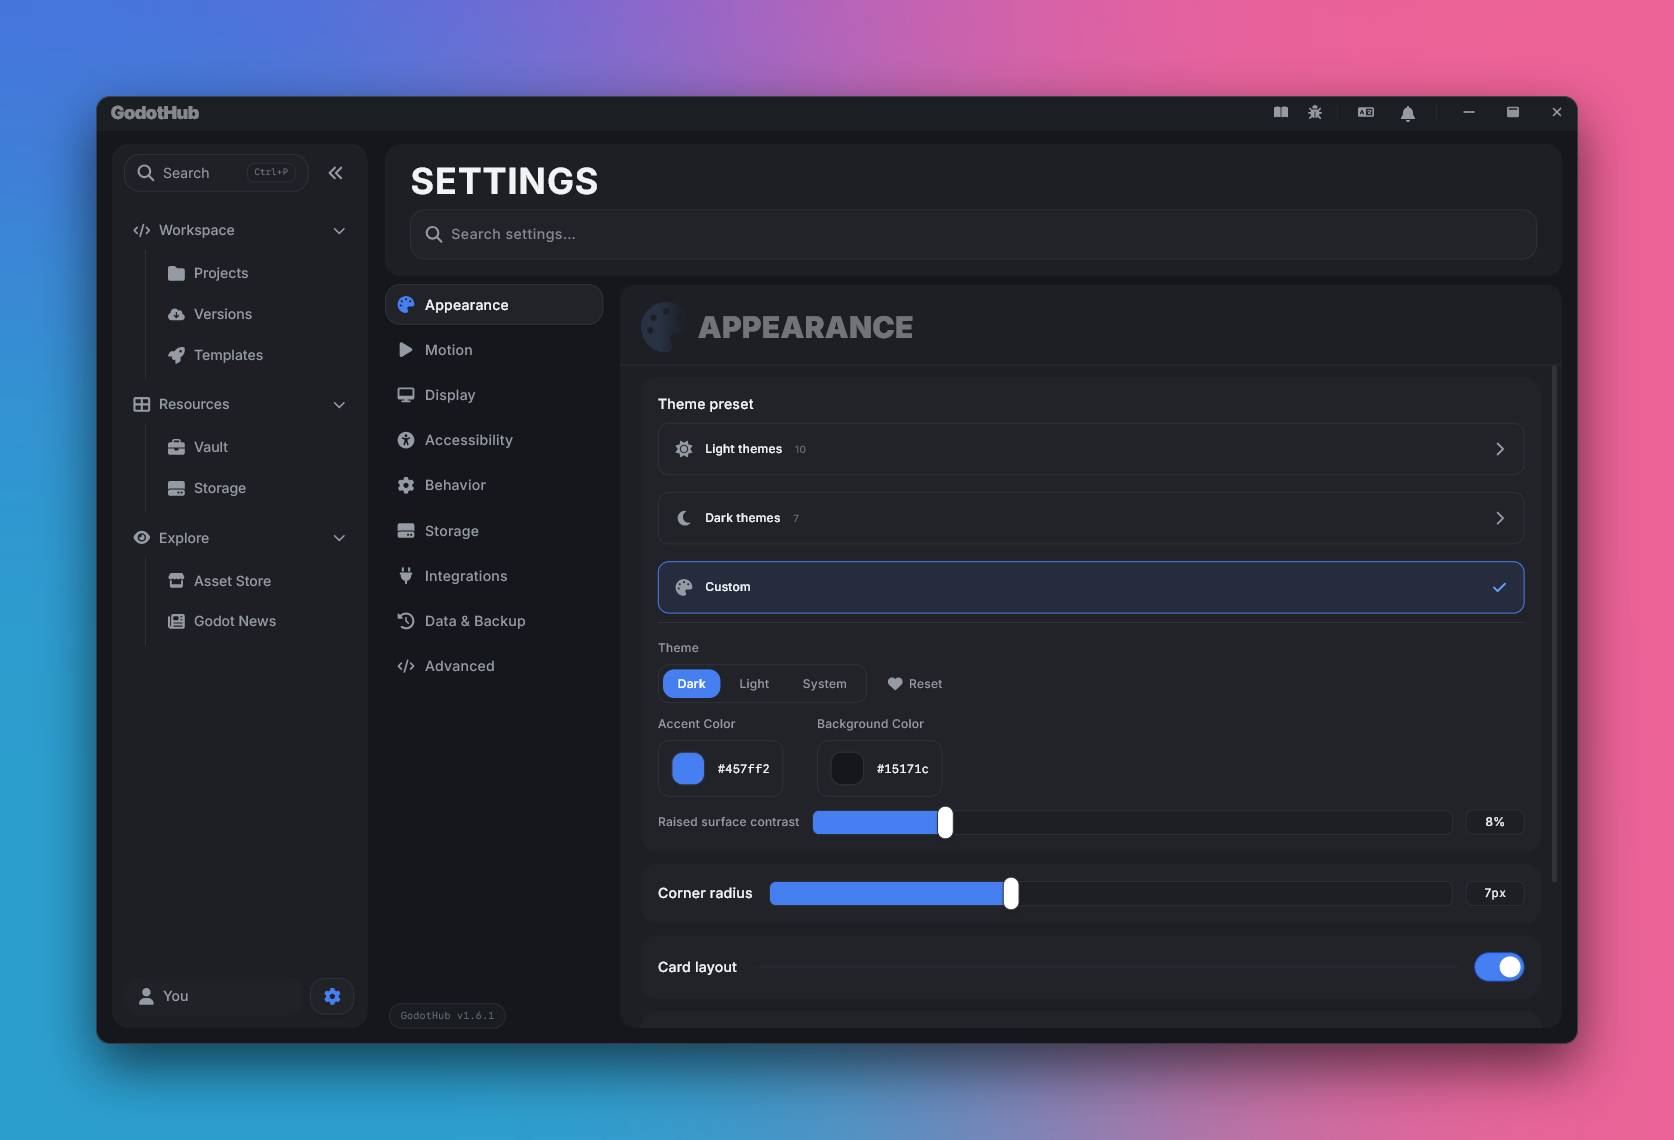 GodotHub
Search Ctrl+P
Workspace
Projects
Versions
Templates
Resources
Vault
Storage
Explore
Asset Store
Godot News
You
SETTINGS
Search settings...
Appearance
Motion
Display
Accessibility
Behavior
Storage
Integrations
Data & Backup
Advanced
GodotHub v1.6.1
APPEARANCE
Theme preset
Light themes 10
Dark themes 7
Custom
Theme
Dark Light System Reset
Accent Color Background Color
#457ff2 #15171c
Raised surface contrast 8%
Corner radius 7px
Card layout